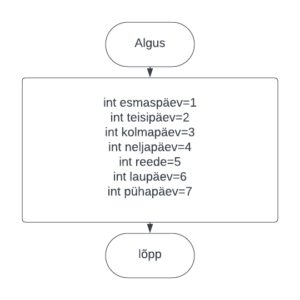 Algus
int esmaspäev=1
int teisipäev=2
int kolmapäev=3
int neljapäev=4
int reede=5
int laupäev=6
int pühapäev=7
lõpp